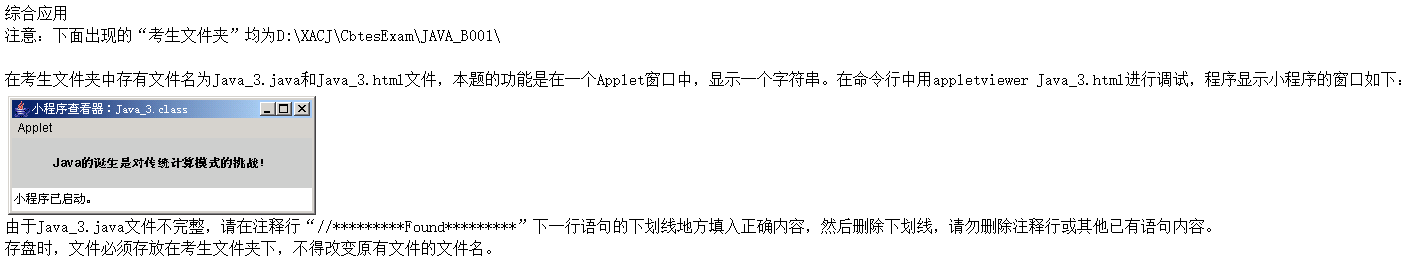 综合应用
注意：下面出现的“考生文件夹”均为D:\XACJ\CbtesExam\JAVA_B001\
在考生文件夹中存有文件名为Java_3.java和Java_3.html文件，本题的功能是在一个Applet窗口中，显示一个字符串。在命令行中用appletviewer Java_3.html进行调试，程序显示小程序的窗口如下：
小程序查看器：Java_3.class
Applet
Java的诞生是对传统计算模式的挑战！
小程序已启动。
由于Java_3.java文件不完整，请在注释行“//*********Found*********”下一行语句的下划线地方填入正确内容，然后删除下划线，请勿删除注释行或其他已有语句内容。
存盘时，文件必须存放在考生文件夹下，不得改变原有文件的文件名。